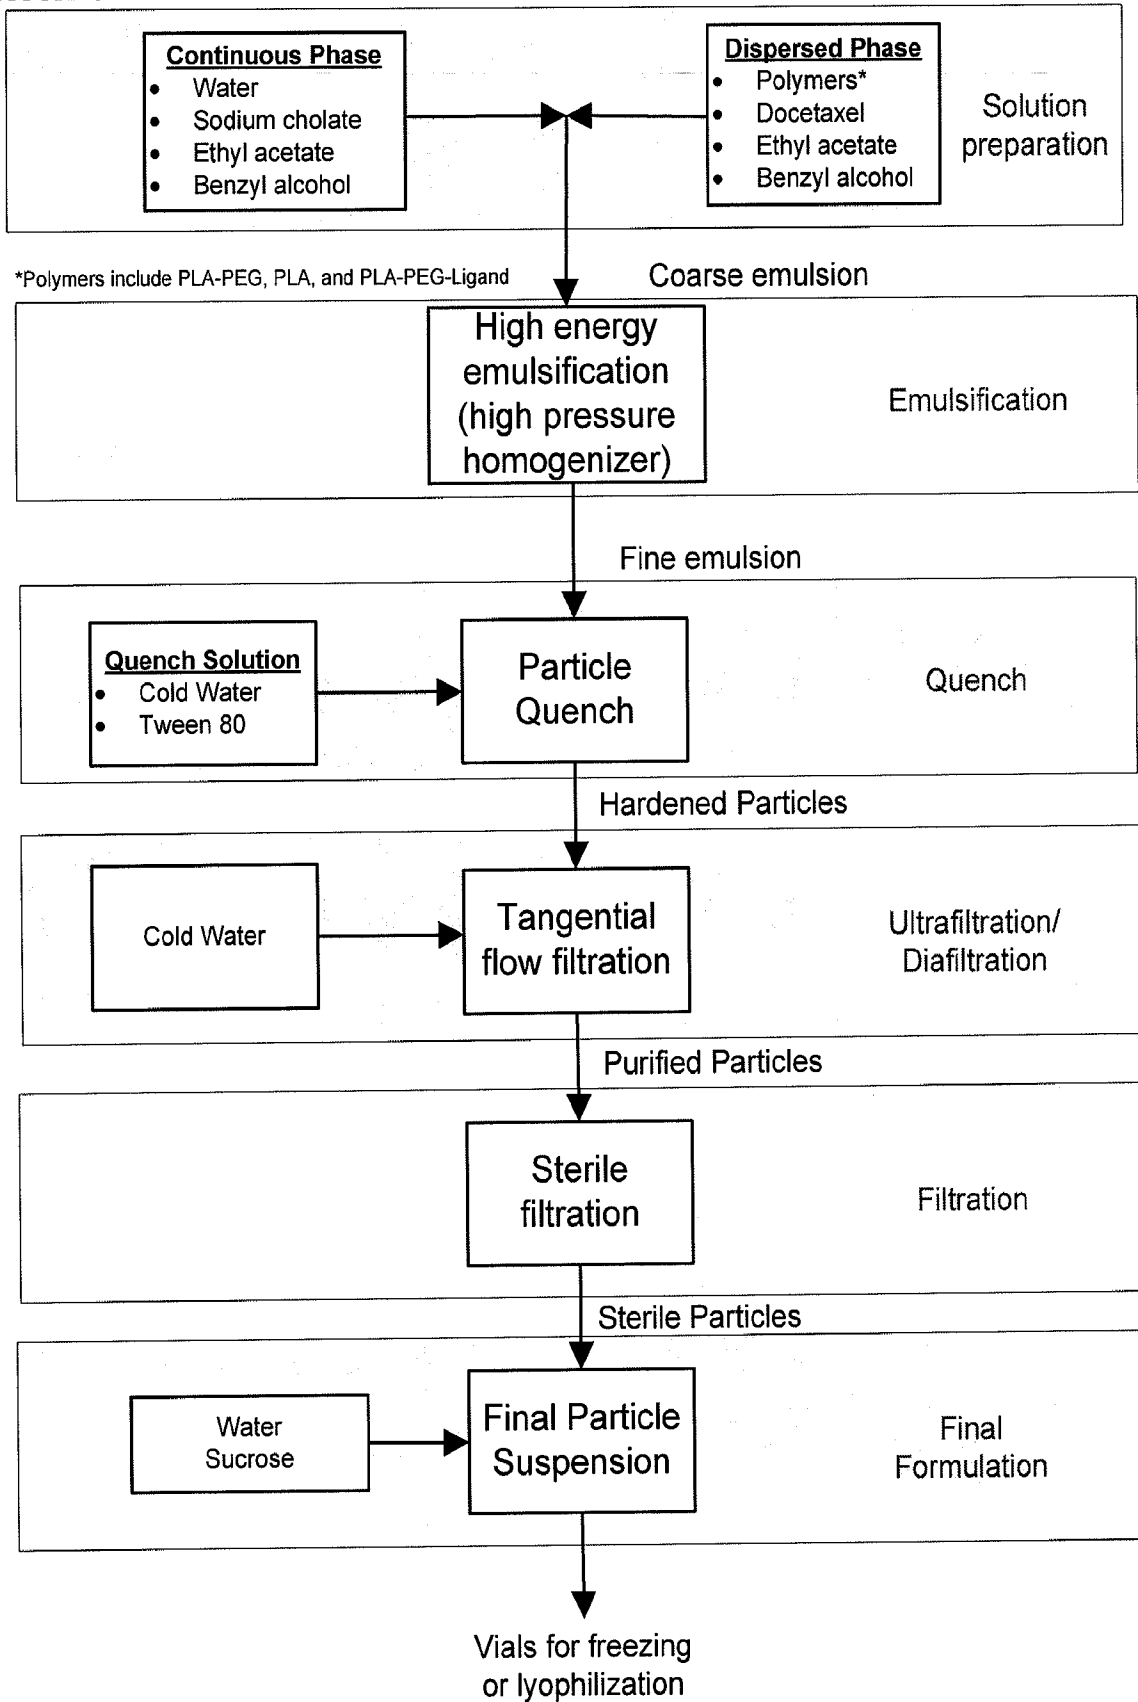 Continuous Phase
• Water
• Sodium cholate
• Ethyl acetate
• Benzyl alcohol
Dispersed Phase
• Polymers*
• Docetaxel
• Ethyl acetate
• Benzyl alcohol
Solution
preparation
*Polymers include PLA-PEG, PLA, and PLA-PEG-Ligand
Coarse emulsion
High energy
emulsification
(high pressure
homogenizer)
Emulsification
Fine emulsion
Quench Solution
• Cold Water
• Tween 80
Particle
Quench
Quench
Hardened Particles
Cold Water
Tangential
flow filtration
Ultrafiltration/
Diafiltration
Purified Particles
Sterile
filtration
Filtration
Sterile Particles
Water
Sucrose
Final Particle
Suspension
Final
Formulation
Vials for freezing
or lyophilization